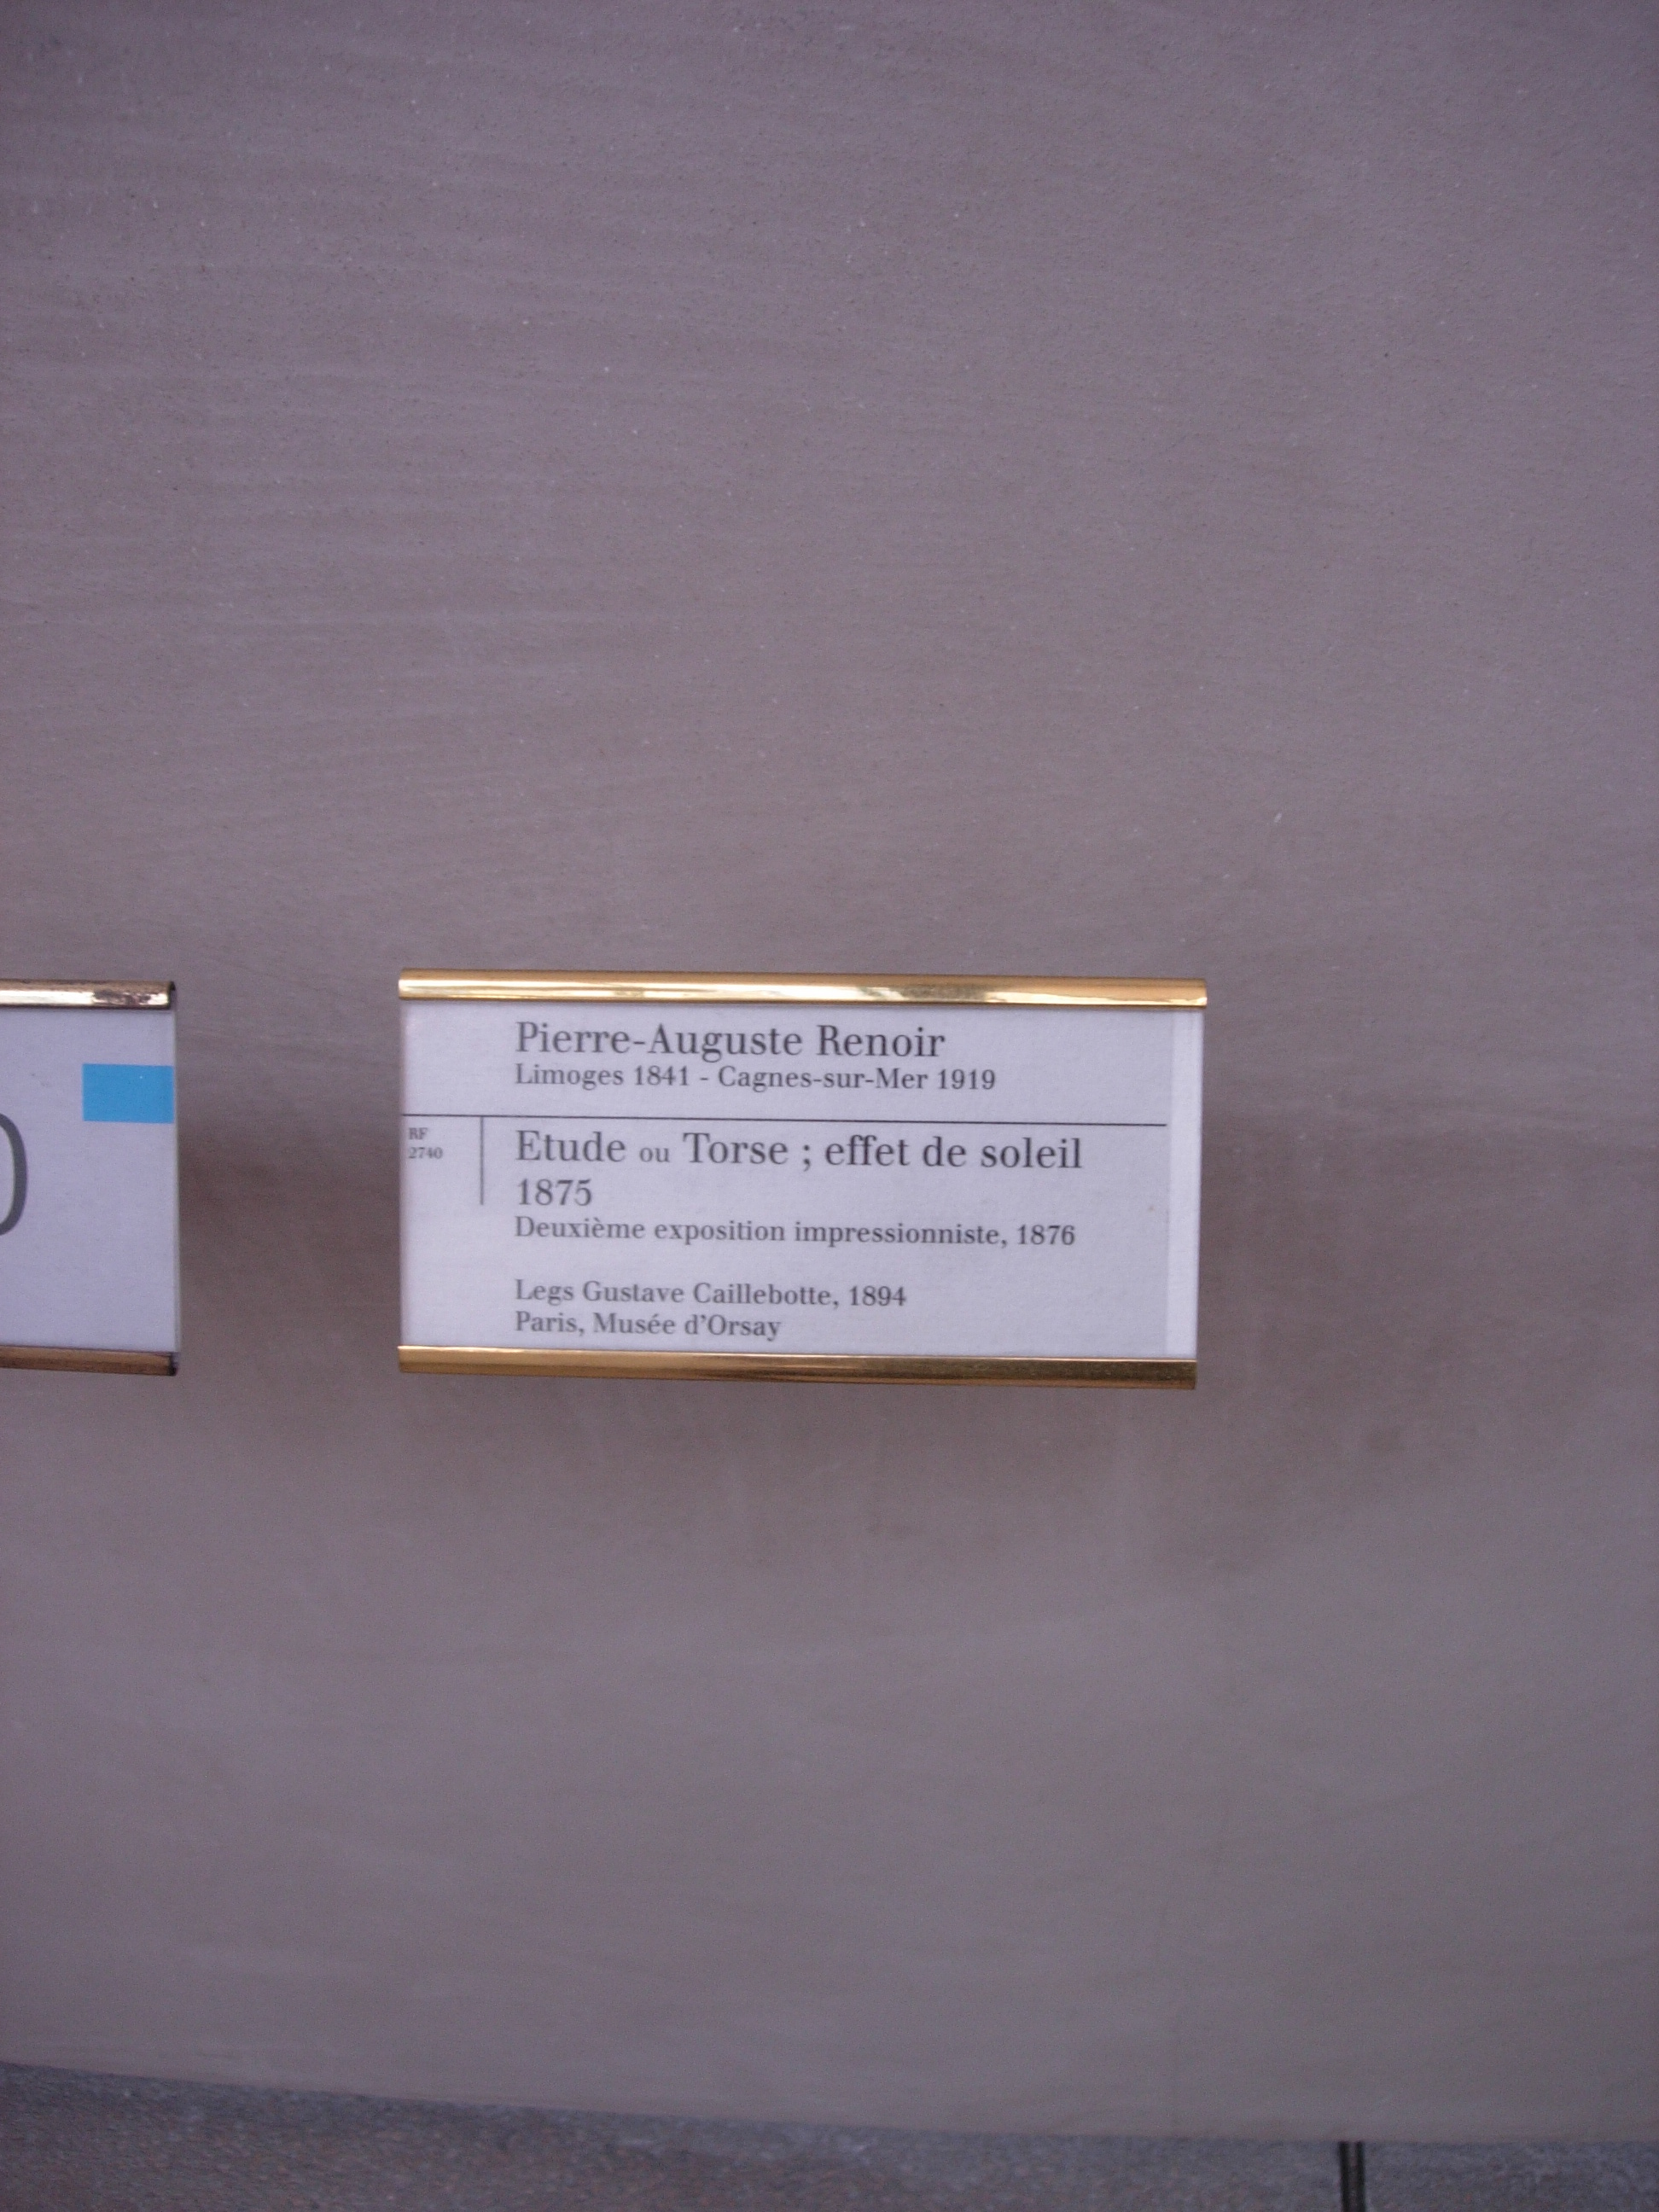 Pierre-Auguste Renoir
Limoges 1841 - Cagnes-sur-Mer 1919
RF
2740
Etude ou Torse ; effet de soleil
1875
Deuxième exposition impressionniste, 1876
Legs Gustave Caillebotte, 1894
Paris, Musée d'Orsay